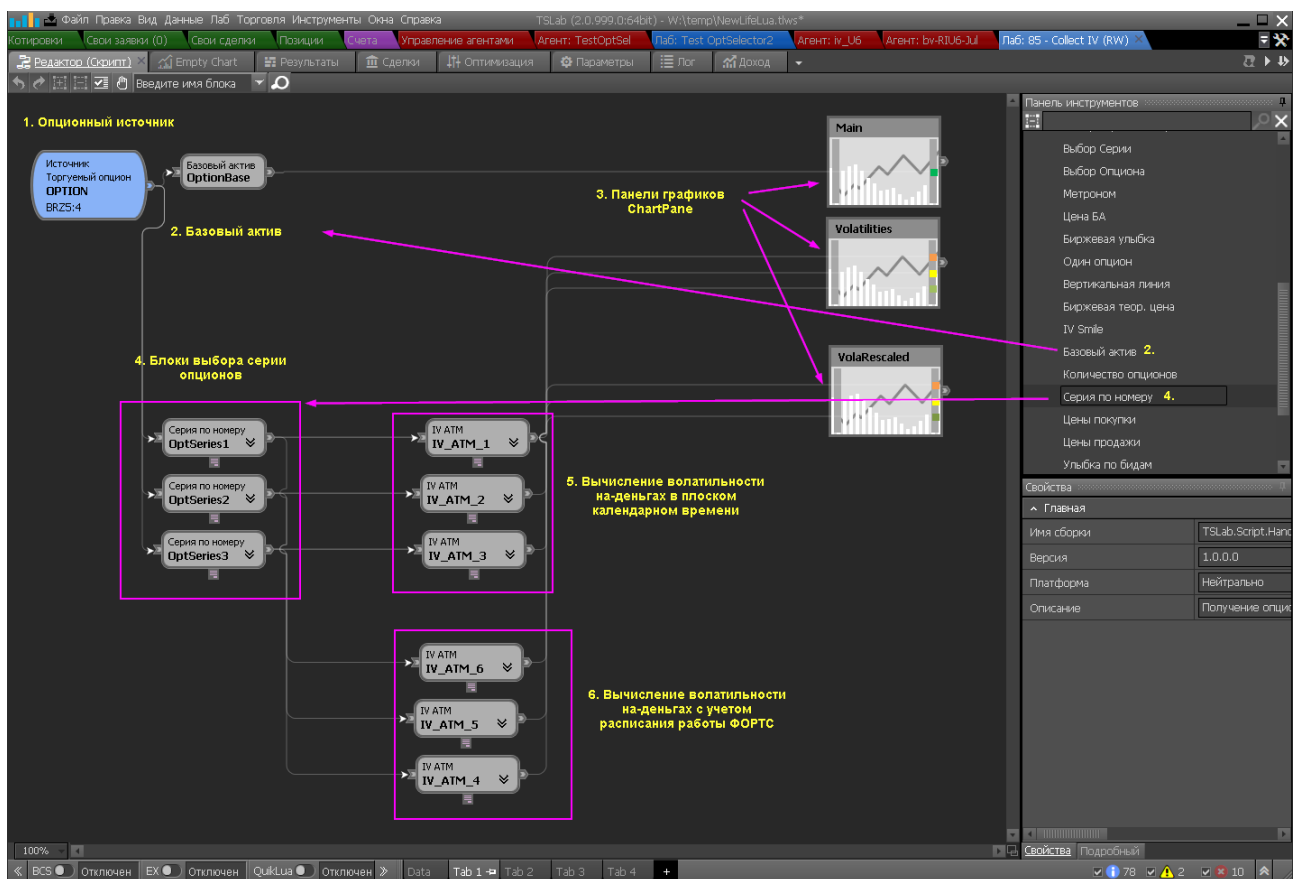 Файл Правка Вид Данные Лаб Торговля Инструменты Окна Справка
TSLab (2.0.999.0:64bit) - W:\temp\NewLifeLua.tlws*
Котировки Свои заявки (0) Свои сделки Позиции Счета Управление агентами Агент: TestOptSel Лаб: Test OptSelector2 Агент: iv_U6 Агент: bv-RIU6-Jul Лаб: 85 - Collect IV (RW)
Редактор (Скрипт) Empty Chart Результаты Сделки Оптимизация Параметры Лог Доход
Введите имя блока
1. Опционный источник
Источник
Торгуемый опцион
OPTION
BRZ5:4
Базовый актив
OptionBase
2. Базовый актив
Main
3. Панели графиков
ChartPane
Volatilities
VolaRescaled
4. Блоки выбора серии
опционов
Серия по номеру
OptSeries1
Серия по номеру
OptSeries2
Серия по номеру
OptSeries3
IV ATM
IV_ATM_1
IV ATM
IV_ATM_2
IV ATM
IV_ATM_3
5. Вычисление волатильности
на-деньгах в плоском
календарном времени
IV ATM
IV_ATM_6
IV ATM
IV_ATM_5
IV ATM
IV_ATM_4
6. Вычисление волатильности
на-деньгах с учетом
расписания работы ФОРТС
Панель инструментов
Выбор Серии
Выбор Опциона
Метроном
Цена БА
Биржевая улыбка
Один опцион
Вертикальная линия
Биржевая теор. цена
IV Smile
Базовый актив 2.
Количество опционов
Серия по номеру 4.
Цены покупки
Цены продажи
Улыбка по бидам
Свойства
Главная
Имя сборки TSLab.Script.Hand
Версия 1.0.0.0
Платформа Нейтрально
Описание Получение опцио
Свойства Подробный
100%
BCS Отключен EX Отключен QuikLua Отключен Data Tab 1 Tab 2 Tab 3 Tab 4 +
78 2 10